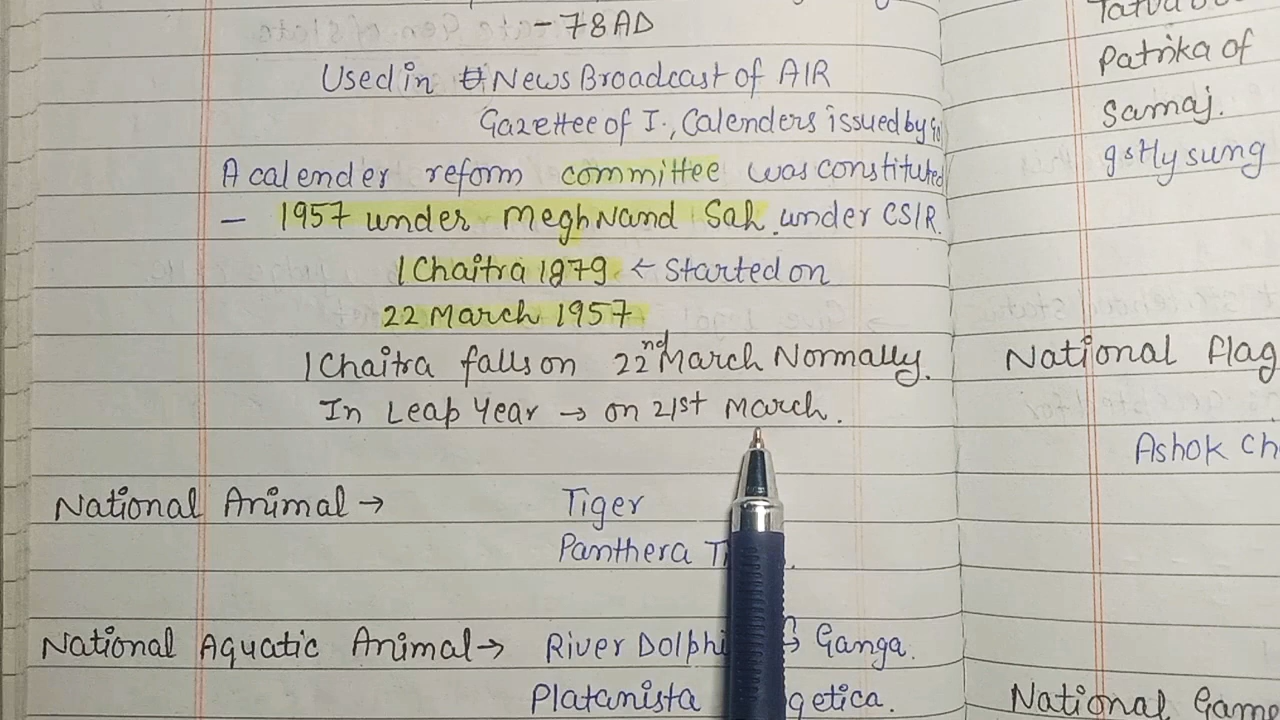 - 78AD
Used in News Broadcast of AIR
Gazettee of I., Calenders issued by
A calender reform committee was constituted
- 1957 under MeghNand Sah under CSIR.
1 Chaitra 1879 ← Started on
22 March 1957
1 Chaitra falls on 22nd March Normally.
In Leap Year → on 21st March.
National Animal → Tiger
Panthera
National Aquatic Animal → River Dolphi → Ganga.
Platanista getica.
Patrika of
Samaj.
sung
National flag
Ashok Ch
National Game